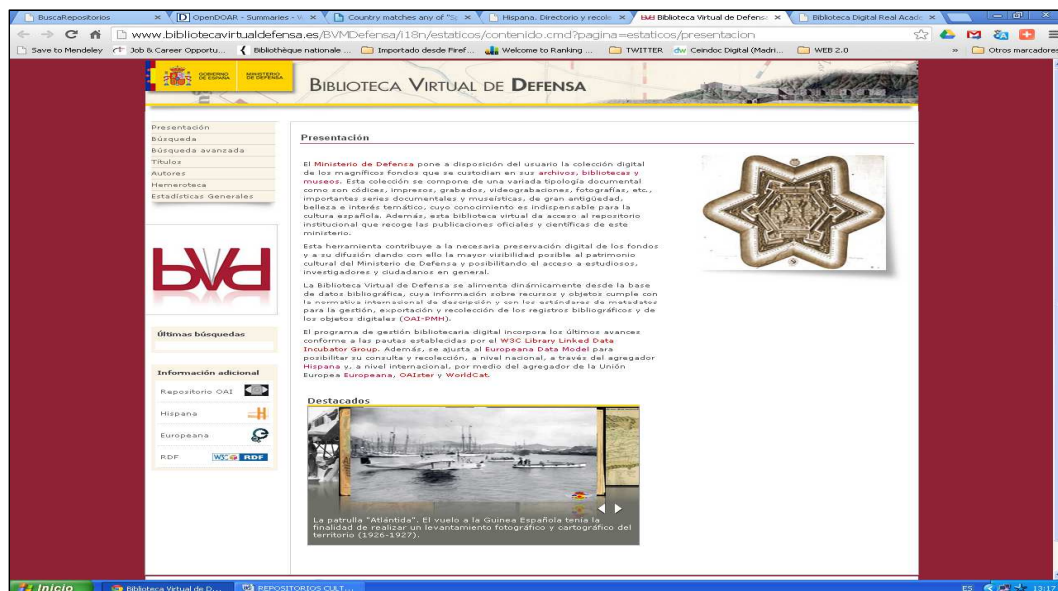 BuscaRepositorios
OpenDOAR - Summaries -
Country matches any of "Sp
Hispana. Directorio y recole
Biblioteca Virtual de Defensa
Biblioteca Digital Real Acade
www.bibliotecavirtualdefensa.es/BVMDefensa/i18n/estaticos/contenido.cmd?pagina=estaticos/presentacion
Save to Mendeley
Job & Career Opportu...
Bibliothèque nationale ...
Importado desde Firef...
Welcome to Ranking ...
TWITTER
Ceindoc Digital (Madri...
WEB 2.0
»
Otros marcadores
GOBIERNO DE ESPAÑA
MINISTERIO DE DEFENSA
BIBLIOTECA VIRTUAL DE DEFENSA
Presentación
Búsqueda
Búsqueda avanzada
Títulos
Autores
Hemeroteca
Estadísticas Generales
bvd
Últimas búsquedas
Información adicional
Repositorio OAI
Hispana
Europeana
RDF
W3C RDF
Presentación
El Ministerio de Defensa pone a disposición del usuario la colección digital
de los magníficos fondos que se custodian en sus archivos, bibliotecas y
museos. Esta colección se compone de una variada tipología documental
como son códices, impresos, grabados, videograbaciones, fotografías, etc.,
importantes series documentales y museísticas, de gran antigüedad,
belleza e interés temático, cuyo conocimiento es indispensable para la
cultura española. Además, esta biblioteca virtual da acceso al repositorio
institucional que recoge las publicaciones oficiales y científicas de este
ministerio.
Esta herramienta contribuye a la necesaria preservación digital de los fondos
y a su difusión dando con ello la mayor visibilidad posible al patrimonio
cultural del Ministerio de Defensa y posibilitando el acceso a estudiosos,
investigadores y ciudadanos en general.
La Biblioteca Virtual de Defensa se alimenta dinámicamente desde la base
de datos bibliográfica, cuya información sobre recursos y objetos cumple con
la normativa internacional de descripción y con los estándares de metadatos
para la gestión, exportación y recolección de los registros bibliográficos y de
los objetos digitales (OAI-PMH).
El programa de gestión bibliotecaria digital incorpora los últimos avances
conforme a las pautas establecidas por el W3C Library Linked Data
Incubator Group. Además, se ajusta al Europeana Data Model para
posibilitar su consulta y recolección, a nivel nacional, a través del agregador
Hispana y, a nivel internacional, por medio del agregador de la Unión
Europea Europeana, OAIster y WorldCat.
Destacados
La patrulla "Atlántida". El vuelo a la Guinea Española tenía la
finalidad de realizar un levantamiento fotográfico y cartográfico del
territorio (1926-1927).
Inicio
Biblioteca Virtual de D...
REPOSITORIOS CULT...
ES
13:17